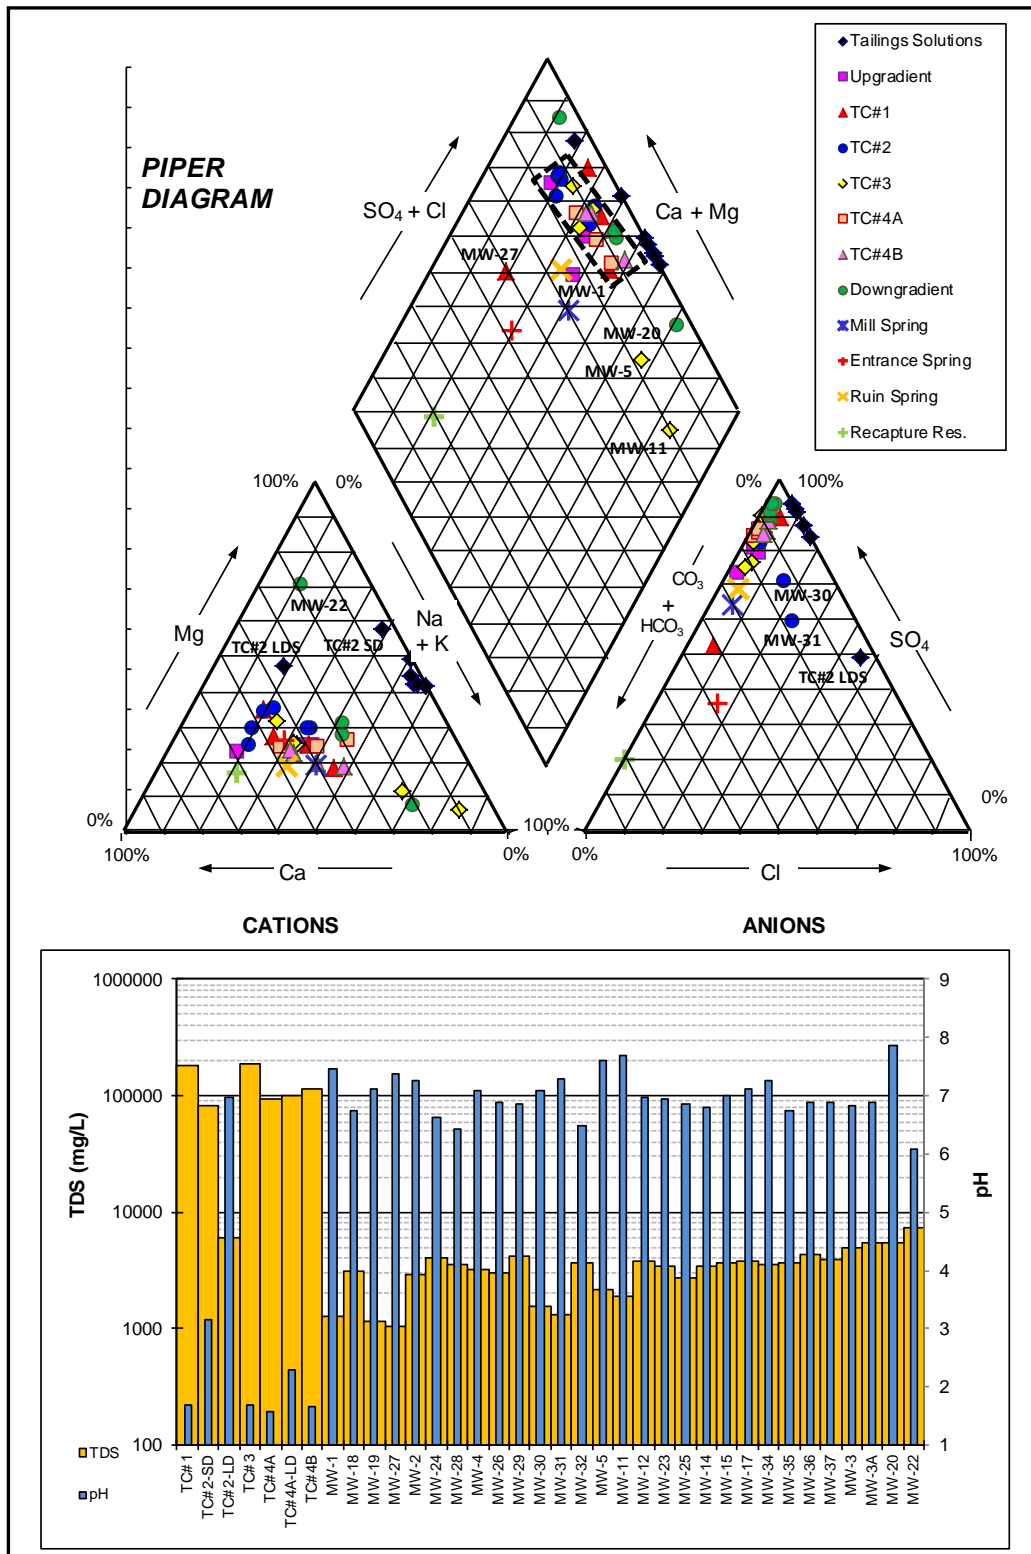 PIPER
DIAGRAM
Tailings Solutions
Upgradient
TC#1
TC#2
TC#3
TC#4A
TC#4B
Downgradient
Mill Spring
Entrance Spring
Ruin Spring
Recapture Res.
SO₄ + Cl
Ca + Mg
MW-27
MW-1
MW-20
MW-5
MW-11
100%
0%
0%
100%
MW-22
Mg
TC#2 LDS
TC#2 SD
Na
+ K
CO₃
+
HCO₃
MW-30
MW-31
SO₄
TC#2 LDS
0%
100%
0%
100%
0%
0%
100%
Ca
Cl
CATIONS
ANIONS
1000000
100000
10000
1000
100
TDS (mg/L)
9
8
7
6
5
4
3
2
1
pH
TDS
pH
TC#1
TC#2-SD
TC#2-LD
TC#3
TC#4A
TC#4A-LD
TC#4B
MW-1
MW-18
MW-19
MW-27
MW-2
MW-24
MW-28
MW-4
MW-26
MW-29
MW-30
MW-31
MW-32
MW-5
MW-11
MW-12
MW-23
MW-25
MW-14
MW-15
MW-17
MW-34
MW-35
MW-36
MW-37
MW-3
MW-3A
MW-20
MW-22